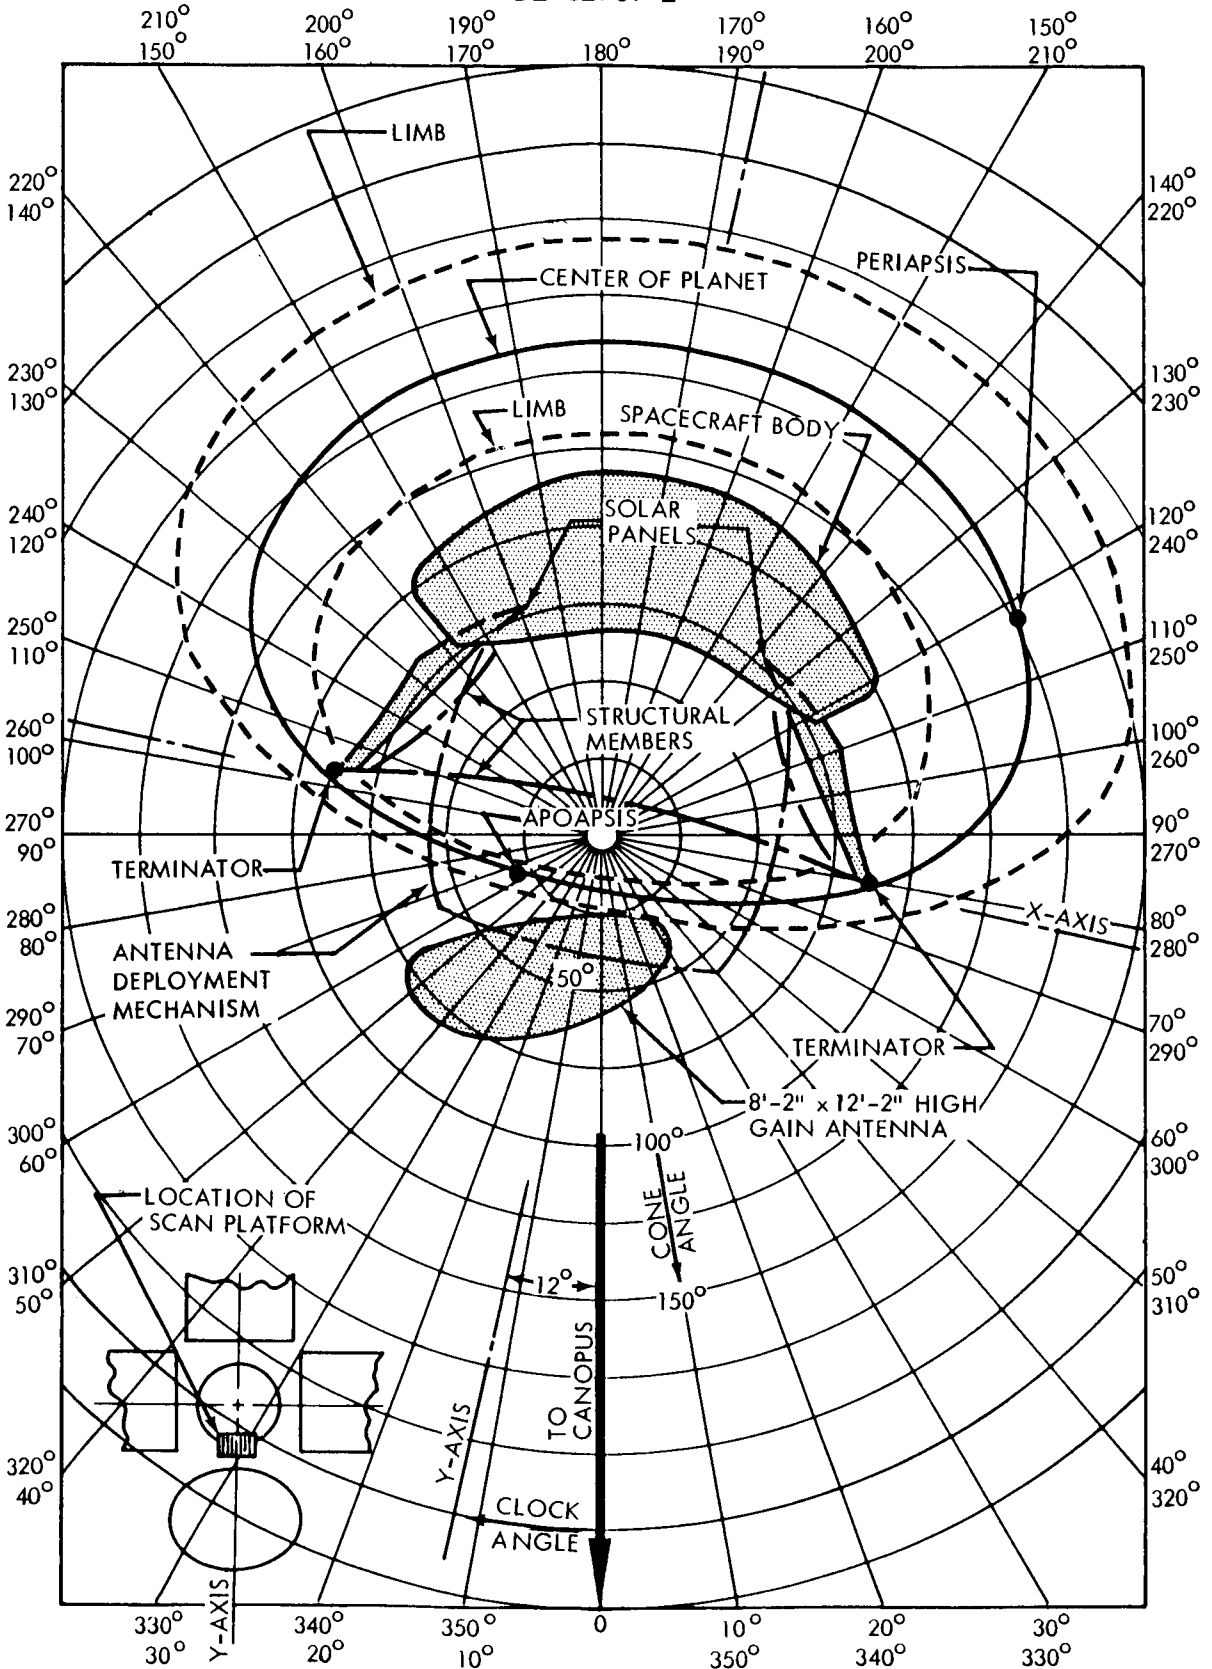 210° 200° 190° 170° 150°
150° 160° 170° 180° 190° 200° 210°
LIMB
220°
140°
140°
220°
PERIAPSIS
CENTER OF PLANET
230°
130°
130°
230°
LIMB
SPACECRAFT BODY
SOLAR
PANELS
240°
120°
120°
240°
250°
110°
110°
250°
STRUCTURAL
MEMBERS
260°
100°
100°
260°
APOAPSIS
270°
90°
90°
270°
TERMINATOR
280°
80°
X-AXIS
80°
280°
ANTENNA
DEPLOYMENT
MECHANISM
50°
290°
70°
70°
290°
TERMINATOR
8'-2" x 12'-2" HIGH
GAIN ANTENNA
300°
60°
100°
60°
300°
LOCATION OF
SCAN PLATFORM
CONE
ANGLE
310°
50°
12°
150°
50°
310°
TO
CANOPUS
Y-AXIS
320°
40°
40°
320°
CLOCK
ANGLE
Y-AXIS
330° 340° 350° 0 10° 20° 30°
30° 20° 10° 350° 340° 330°